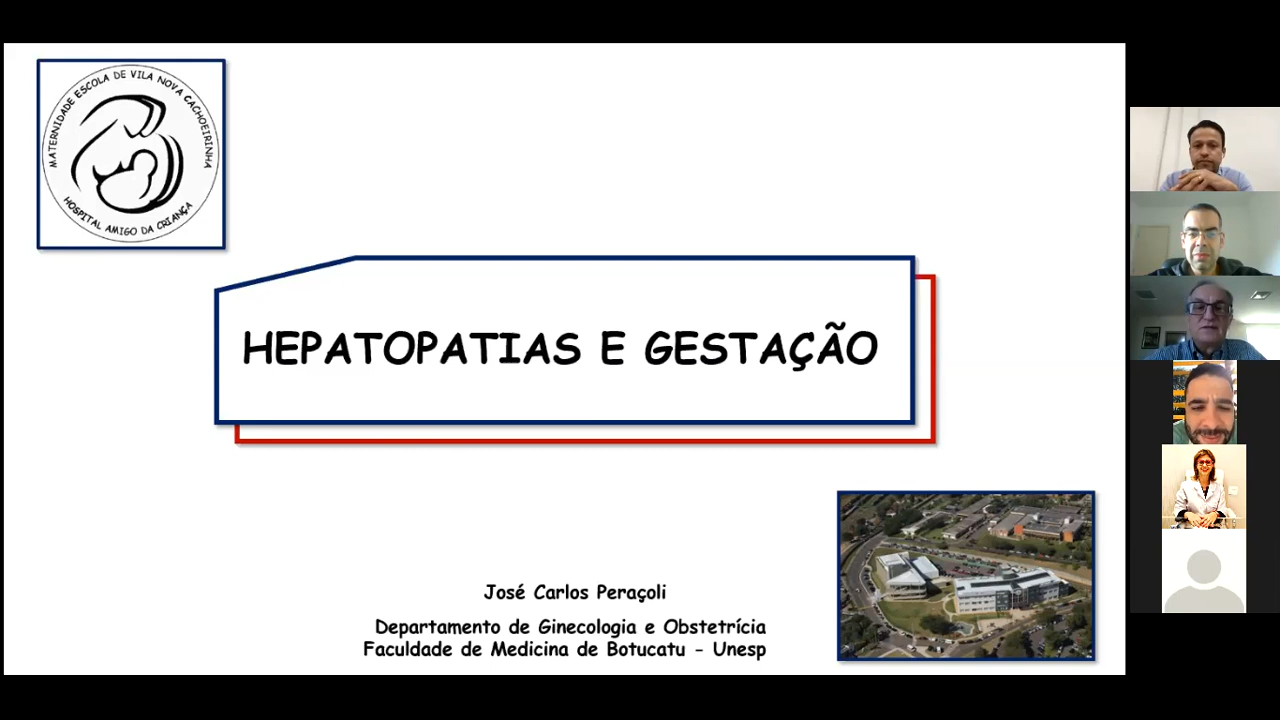 MATERNIDADE ESCOLA DE VILA NOVA CACHOEIRINHA
HOSPITAL AMIGO DA CRIANÇA
HEPATOPATIAS E GESTAÇÃO
José Carlos Peraçoli
Departamento de Ginecologia e Obstetrícia
Faculdade de Medicina de Botucatu - Unesp